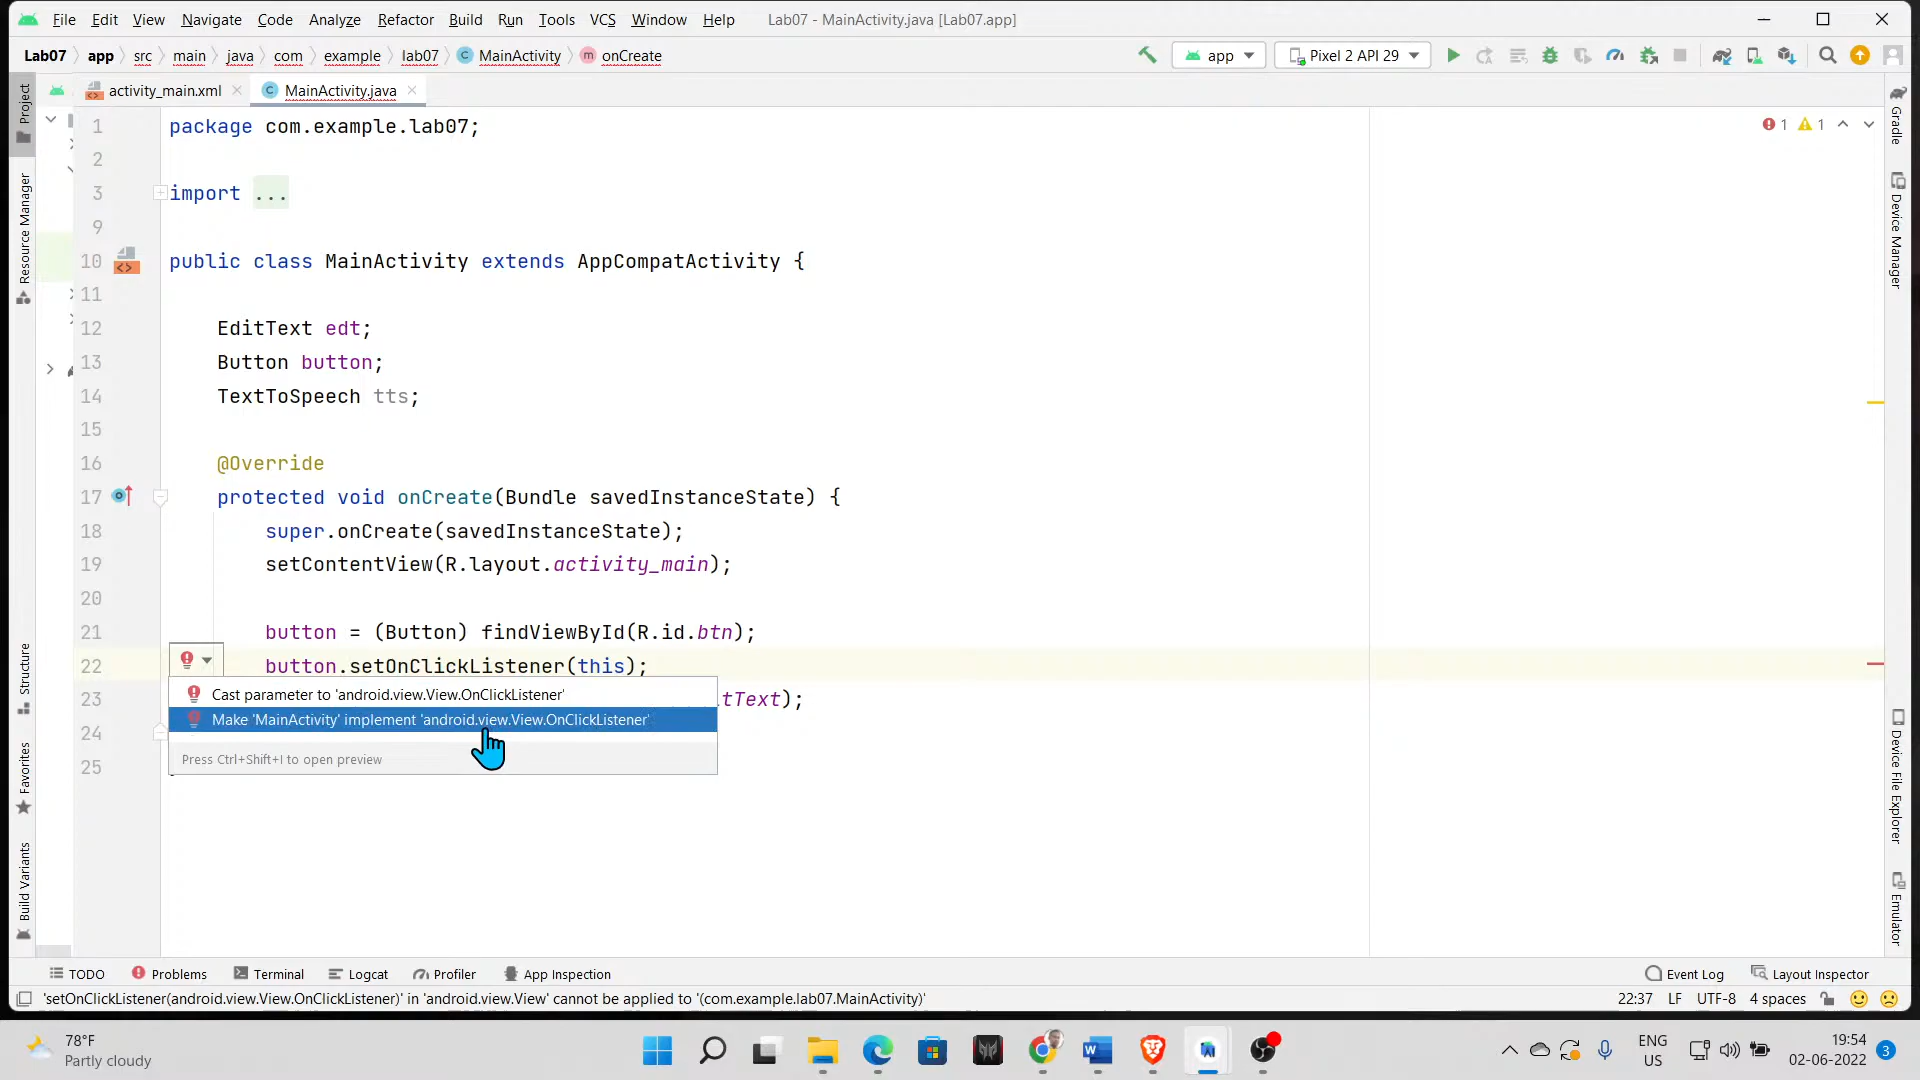 File Edit View Navigate Code Analyze Refactor Build Run Tools VCS Window Help Lab07 - MainActivity.java [Lab07.app]
Lab07 app src main java com example lab07 MainActivity onCreate app Pixel 2 API 29
activity_main.xml MainActivity.java
Project
Resource Manager
Structure
Favorites
Build Variants
1 package com.example.lab07;
2
3 import ...
9
10 public class MainActivity extends AppCompatActivity {
11
12 EditText edt;
13 Button button;
14 TextToSpeech tts;
15
16 @Override
17 protected void onCreate(Bundle savedInstanceState) {
18 super.onCreate(savedInstanceState);
19 setContentView(R.layout.activity_main);
20
21 button = (Button) findViewById(R.id.btn);
22 button.setOnClickListener(this);
23 tText);
24
25
Cast parameter to 'android.view.View.OnClickListener'
Make 'MainActivity' implement 'android.view.View.OnClickListener'
Press Ctrl+Shift+I to open preview
1 1
Gradle
Device Manager
Device File Explorer
Emulator
TODO Problems Terminal Logcat Profiler App Inspection Event Log Layout Inspector
'setOnClickListener(android.view.View.OnClickListener)' in 'android.view.View' cannot be applied to '(com.example.lab07.MainActivity)' 22:37 LF UTF-8 4 spaces
78°F
Partly cloudy
ENG
US
19:54
02-06-2022
3